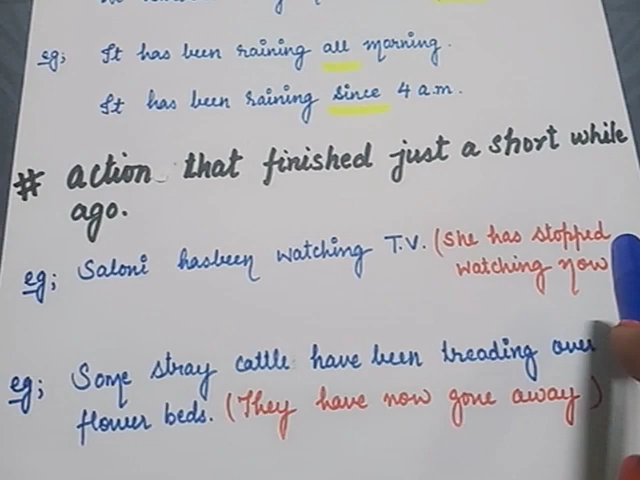 eg; It has been raining all morning.
It has been raining since 4 a.m.
# action that finished just a short while
ago.
eg; Saloni hasbeen watching T.V. (She has stopped
watching now
eg; Some stray cattle have been treading over
flower beds. (They have now gone away)